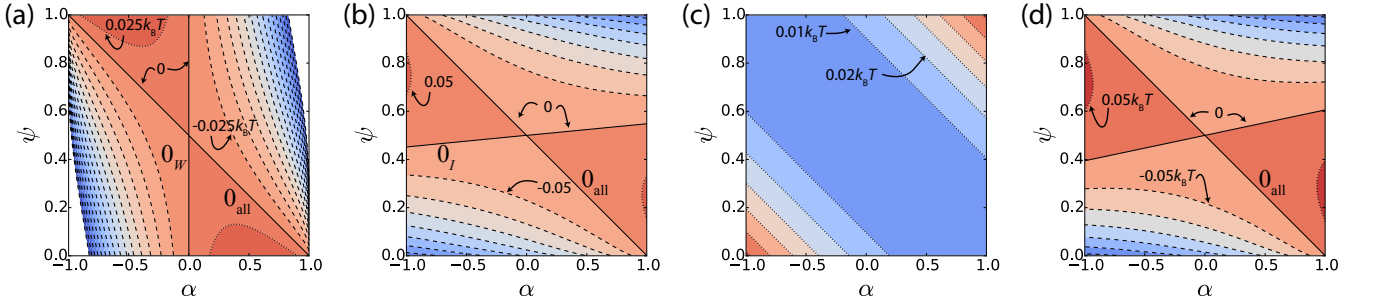 (a)
1.0
0.8
0.6
0.4
0.2
0.0
ψ
0.025k_BT
0
-0.025k_BT
0_W
0_all
−1.0 −0.5 0.0 0.5 1.0
α
(b)
1.0
0.8
0.6
0.4
0.2
0.0
ψ
0.05
0
0_I
0_all
-0.05
−1.0 −0.5 0.0 0.5 1.0
α
(c)
1.0
0.8
0.6
0.4
0.2
0.0
ψ
0.01k_BT
0.02k_BT
−1.0 −0.5 0.0 0.5 1.0
α
(d)
1.0
0.8
0.6
0.4
0.2
0.0
ψ
0.05k_BT
0
-0.05k_BT
0_all
−1.0 −0.5 0.0 0.5 1.0
α